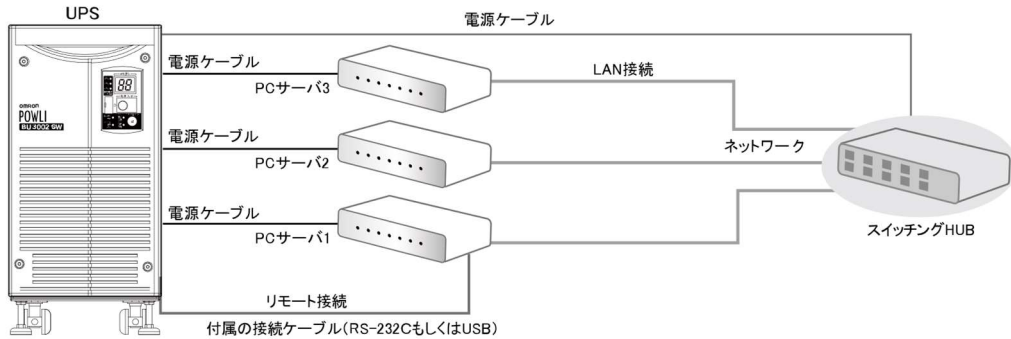 UPS
電源ケーブル
電源ケーブル
PCサーバ3
LAN接続
OMRON
POWLI
BU3002SW
88
電源ケーブル
PCサーバ2
ネットワーク
電源ケーブル
PCサーバ1
スイッチングHUB
リモート接続
付属の接続ケーブル(RS-232CもしくはUSB)